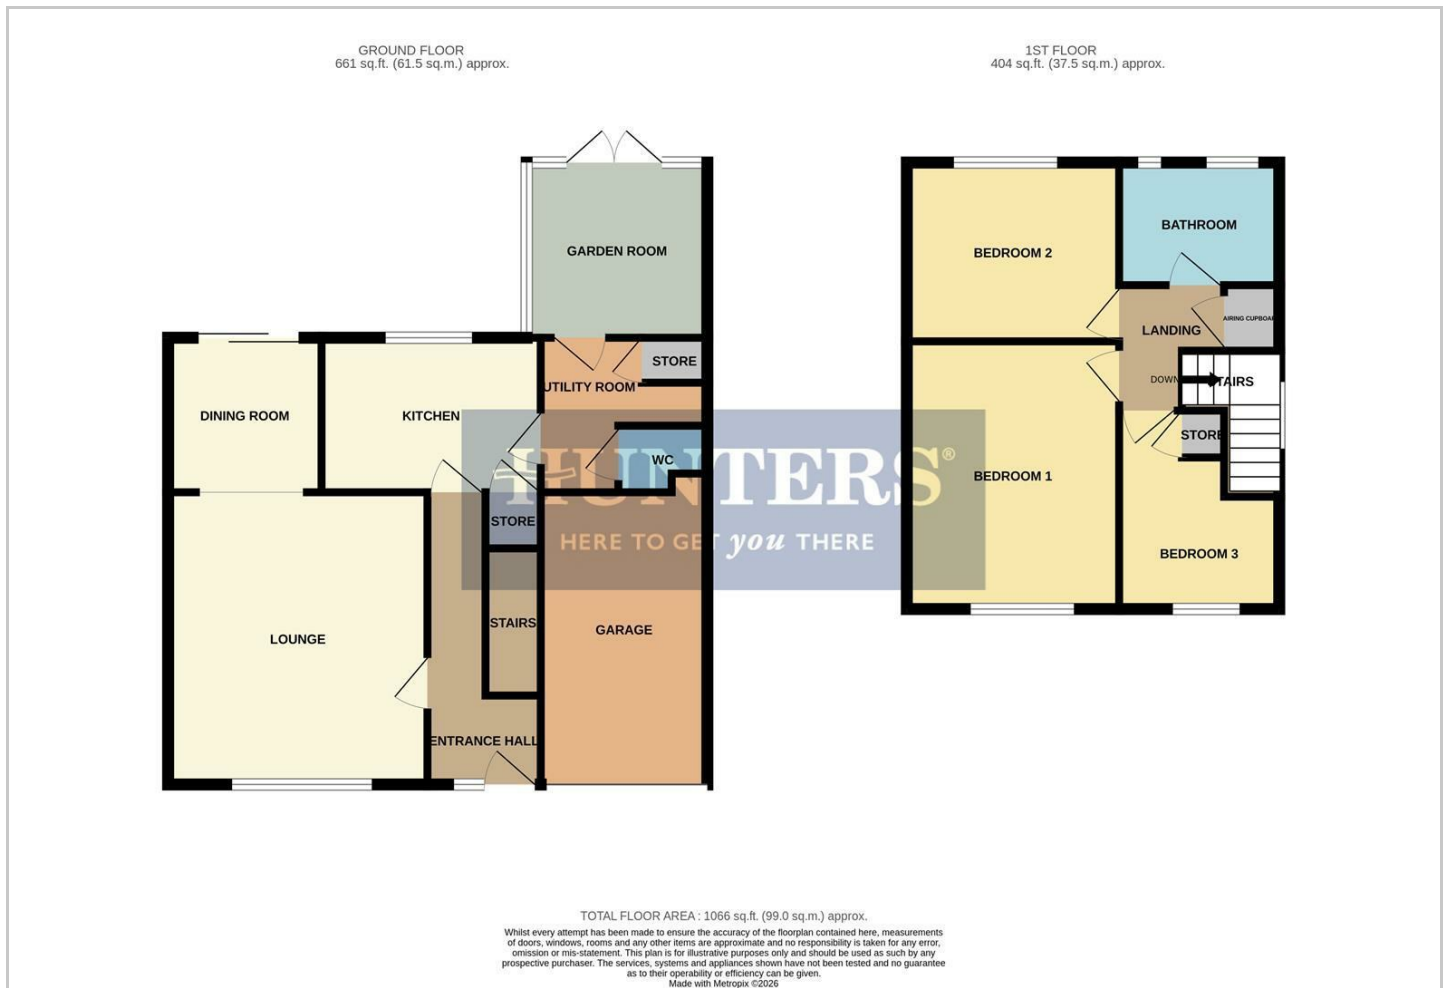 GROUND FLOOR
661 sq.ft. (61.5 sq.m.) approx.
1ST FLOOR
404 sq.ft. (37.5 sq.m.) approx.
GARDEN ROOM
STORE
UTILITY ROOM
DINING ROOM
KITCHEN
WC
STORE
STAIRS
LOUNGE
GARAGE
ENTRANCE HALL
BEDROOM 2
BATHROOM
AIRING CUPBOARD
LANDING
DOWN
STAIRS
STORE
BEDROOM 1
BEDROOM 3
HUNTERS®
HERE TO GET you THERE
TOTAL FLOOR AREA : 1066 sq.ft. (99.0 sq.m.) approx.
Whilst every attempt has been made to ensure the accuracy of the floorplan contained here, measurements
of doors, windows, rooms and any other items are approximate and no responsibility is taken for any error,
omission or mis-statement. This plan is for illustrative purposes only and should be used as such by any
prospective purchaser. The services, systems and appliances shown have not been tested and no guarantee
as to their operability or efficiency can be given.
Made with Metropix ©2026